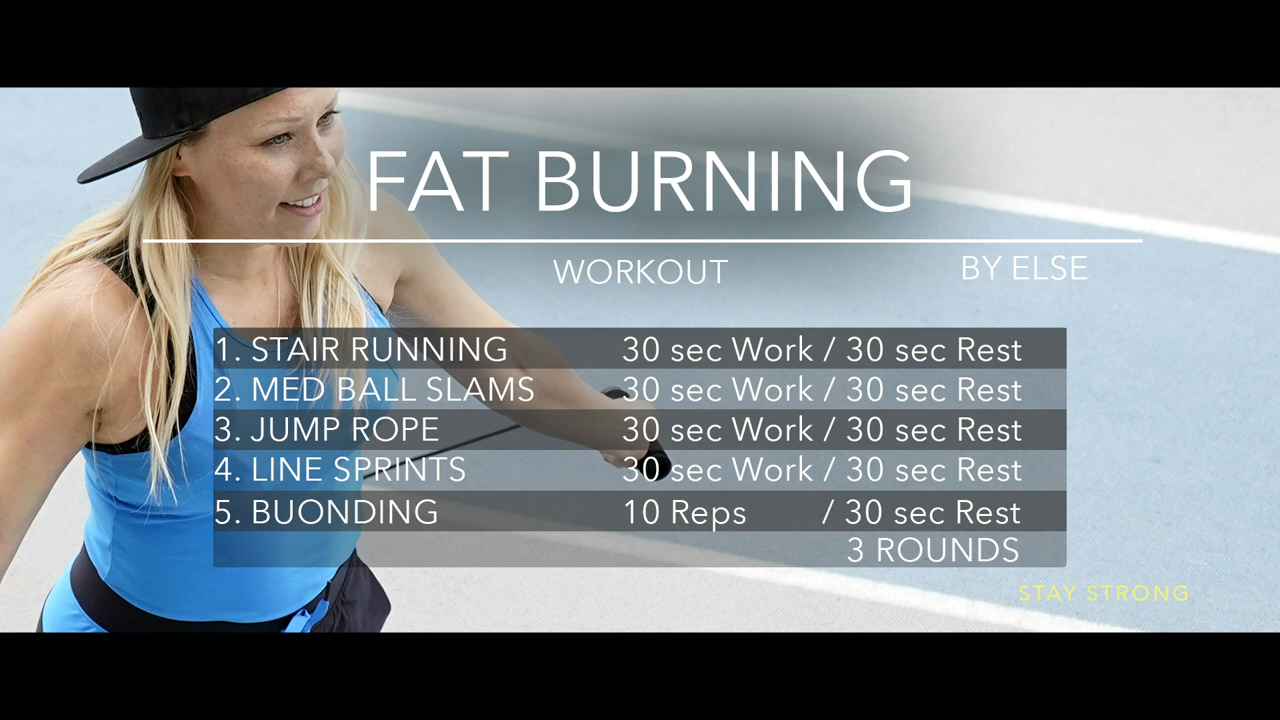 FAT BURNING
WORKOUT
BY ELSE
1. STAIR RUNNING 30 sec Work / 30 sec Rest
2. MED BALL SLAMS 30 sec Work / 30 sec Rest
3. JUMP ROPE 30 sec Work / 30 sec Rest
4. LINE SPRINTS 30 sec Work / 30 sec Rest
5. BUONDING 10 Reps / 30 sec Rest
3 ROUNDS
STAY STRONG